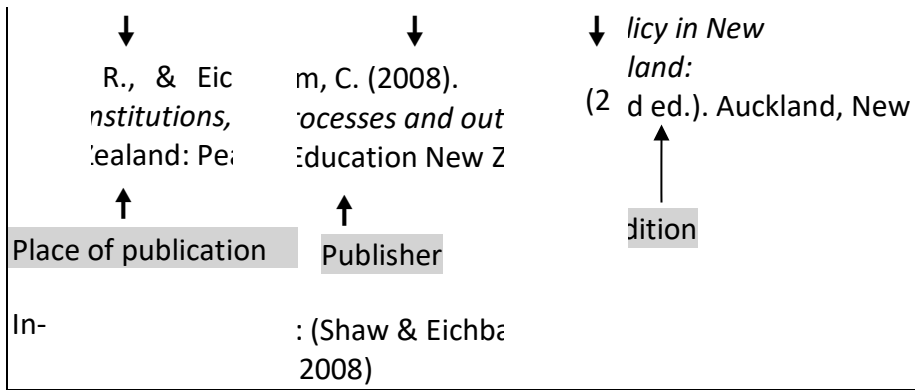 licy in New
R., & Eic m, C. (2008). land:
nstitutions, ocesses and out (2 d ed.). Auckland, New
Zealand: Pea Education New Z
dition
Place of publication Publisher
In- : (Shaw & Eichba
2008)